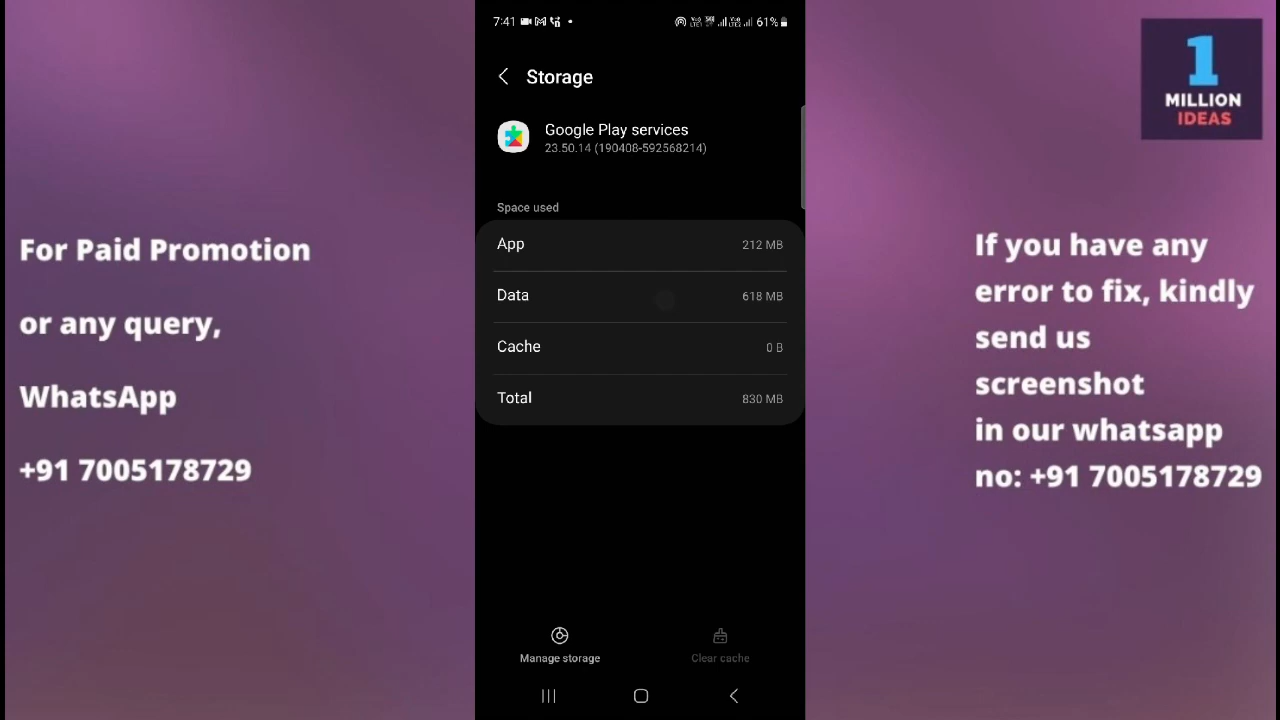 For Paid Promotion
or any query,
WhatsApp
+91 7005178729
7:41
61%
Storage
Google Play services
23.50.14 (190408-592568214)
Space used
App 212 MB
Data 618 MB
Cache 0 B
Total 830 MB
Manage storage
Clear cache
1
MILLION
IDEAS
If you have any
error to fix, kindly
send us
screenshot
in our whatsapp
no: +91 7005178729